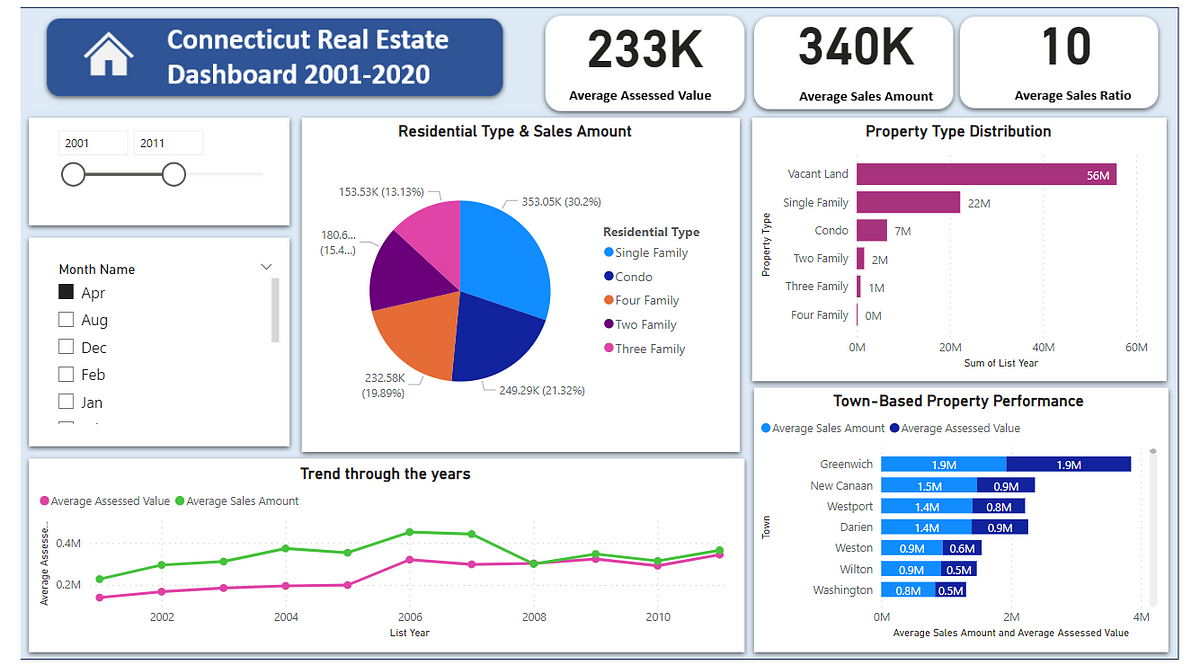 Connecticut Real Estate
Dashboard 2001-2020
233K
Average Assessed Value
340K
Average Sales Amount
10
Average Sales Ratio
2001
2011
Month Name
Apr
Aug
Dec
Feb
Jan
Residential Type & Sales Amount
153.53K (13.13%)
353.05K (30.2%)
180.6...
(15.4...)
232.58K
(19.89%)
249.29K (21.32%)
Residential Type
Single Family
Condo
Four Family
Two Family
Three Family
Property Type Distribution
Property Type
Vacant Land
56M
Single Family
22M
Condo
7M
Two Family
2M
Three Family
1M
Four Family
0M
0M
20M
40M
60M
Sum of List Year
Trend through the years
Average Assessed Value
Average Sales Amount
Average Assesse...
0.4M
0.2M
2002
2004
2006
2008
2010
List Year
Town-Based Property Performance
Average Sales Amount
Average Assessed Value
Town
Greenwich
1.9M
1.9M
New Canaan
1.5M
0.9M
Westport
1.4M
0.8M
Darien
1.4M
0.9M
Weston
0.9M
0.6M
Wilton
0.9M
0.5M
Washington
0.8M
0.5M
0M
2M
4M
Average Sales Amount and Average Assessed Value